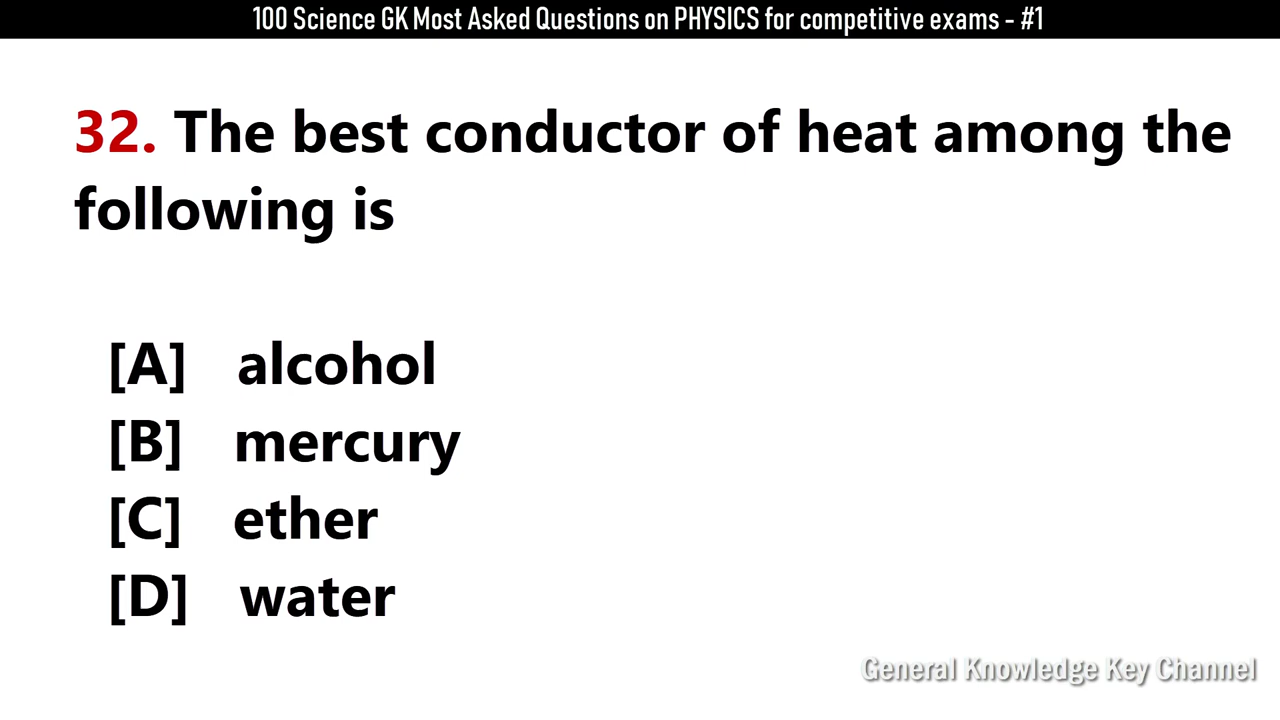 100 Science GK Most Asked Questions on PHYSICS for competitive exams - #1
32. The best conductor of heat among the
following is
[A] alcohol
[B] mercury
[C] ether
[D] water
General Knowledge Key Channel